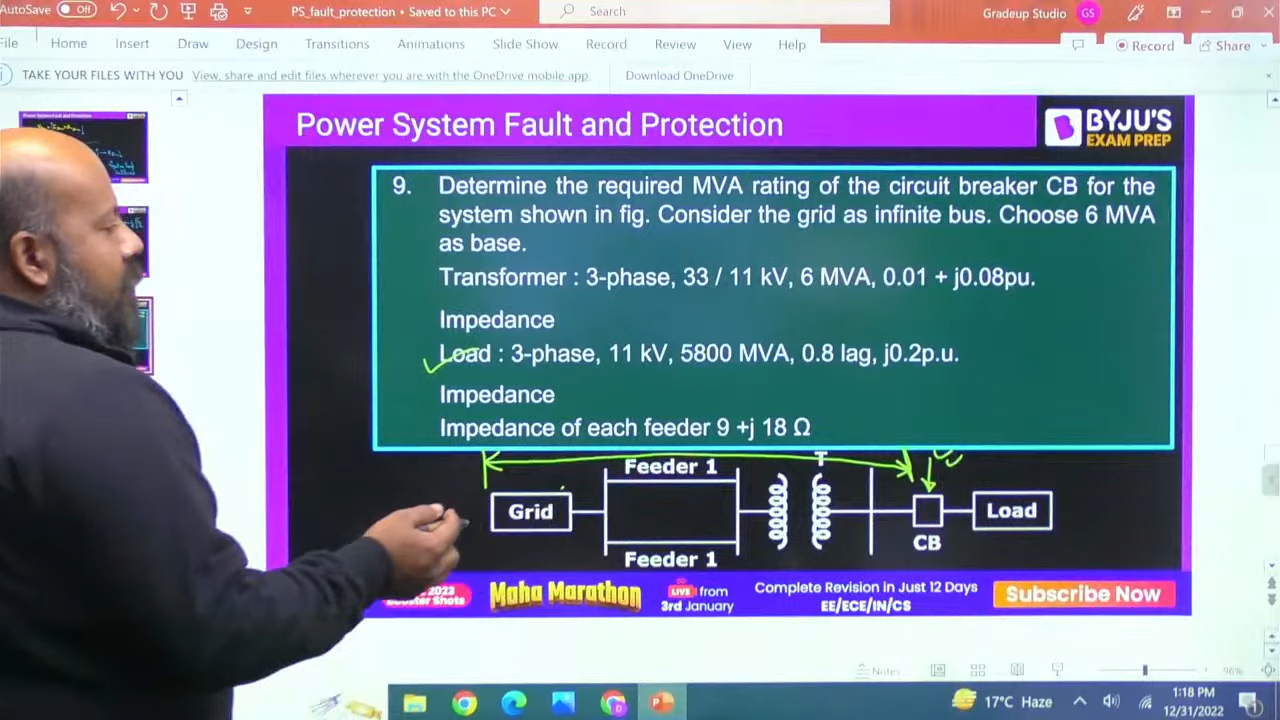 AutoSave Off PS_fault_protection • Saved to this PC Search Gradeup Studio GS
File Home Insert Draw Design Transitions Animations Slide Show Record Review View Help Record Share
TAKE YOUR FILES WITH YOU View, share and edit files wherever you are with the OneDrive mobile app. Download OneDrive
Power System Fault and Protection
BYJU'S
EXAM PREP
9. Determine the required MVA rating of the circuit breaker CB for the
system shown in fig. Consider the grid as infinite bus. Choose 6 MVA
as base.
Transformer : 3-phase, 33 / 11 kV, 6 MVA, 0.01 + j0.08pu.
Impedance
Load : 3-phase, 11 kV, 5800 MVA, 0.8 lag, j0.2p.u.
Impedance
Impedance of each feeder 9 +j 18 Ω
Feeder 1
T
Grid
Load
CB
Feeder 1
2023
Booster Shots
Maha Marathon
LIVE from
3rd January
Complete Revision in Just 12 Days
EE/ECE/IN/CS
Subscribe Now
Notes
96%
17°C Haze
1:18 PM
12/31/2022
1